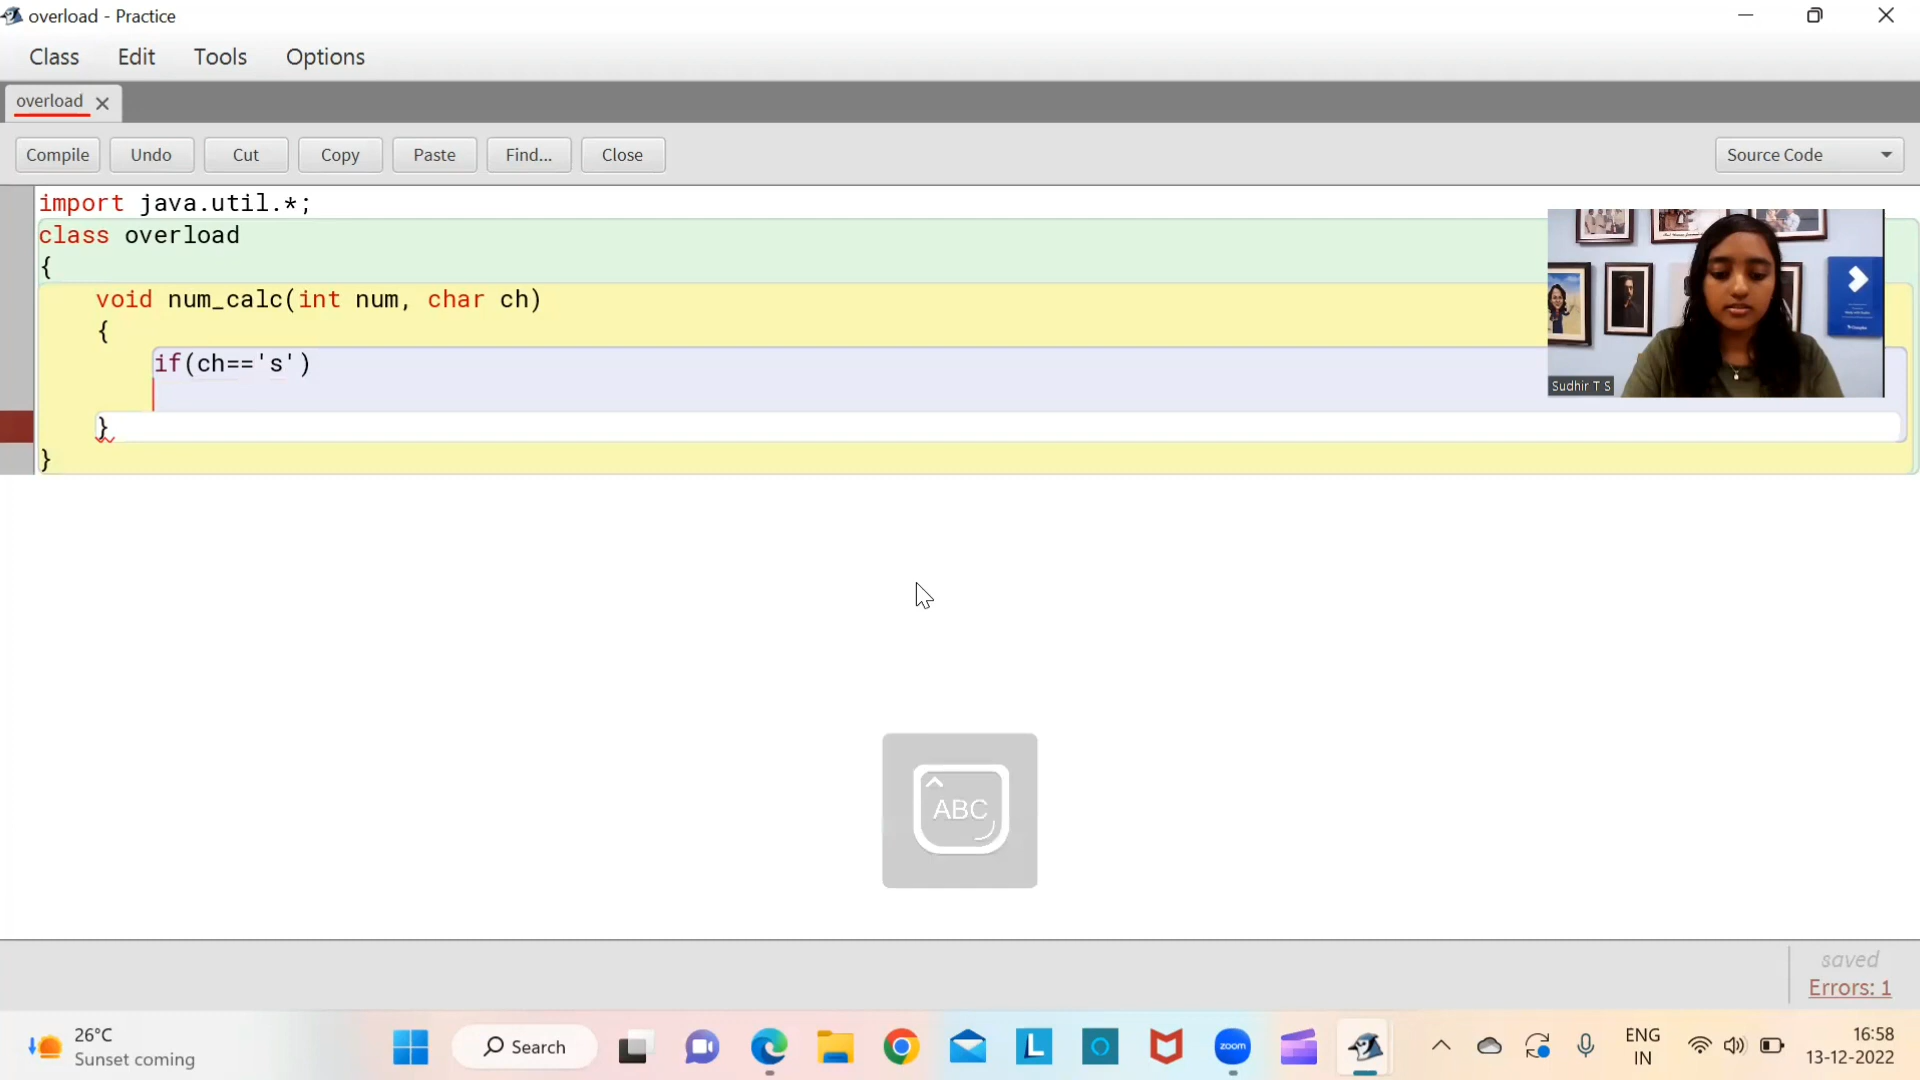 overload - Practice
Class Edit Tools Options
overload
Compile Undo Cut Copy Paste Find... Close Source Code
import java.util.*;
class overload
{
void num_calc(int num, char ch)
{
if(ch=='s')
}
}
Sudhir T S
ABC
saved
Errors: 1
26°C
Sunset coming
Search
L
zoom
ENG
IN
16:58
13-12-2022